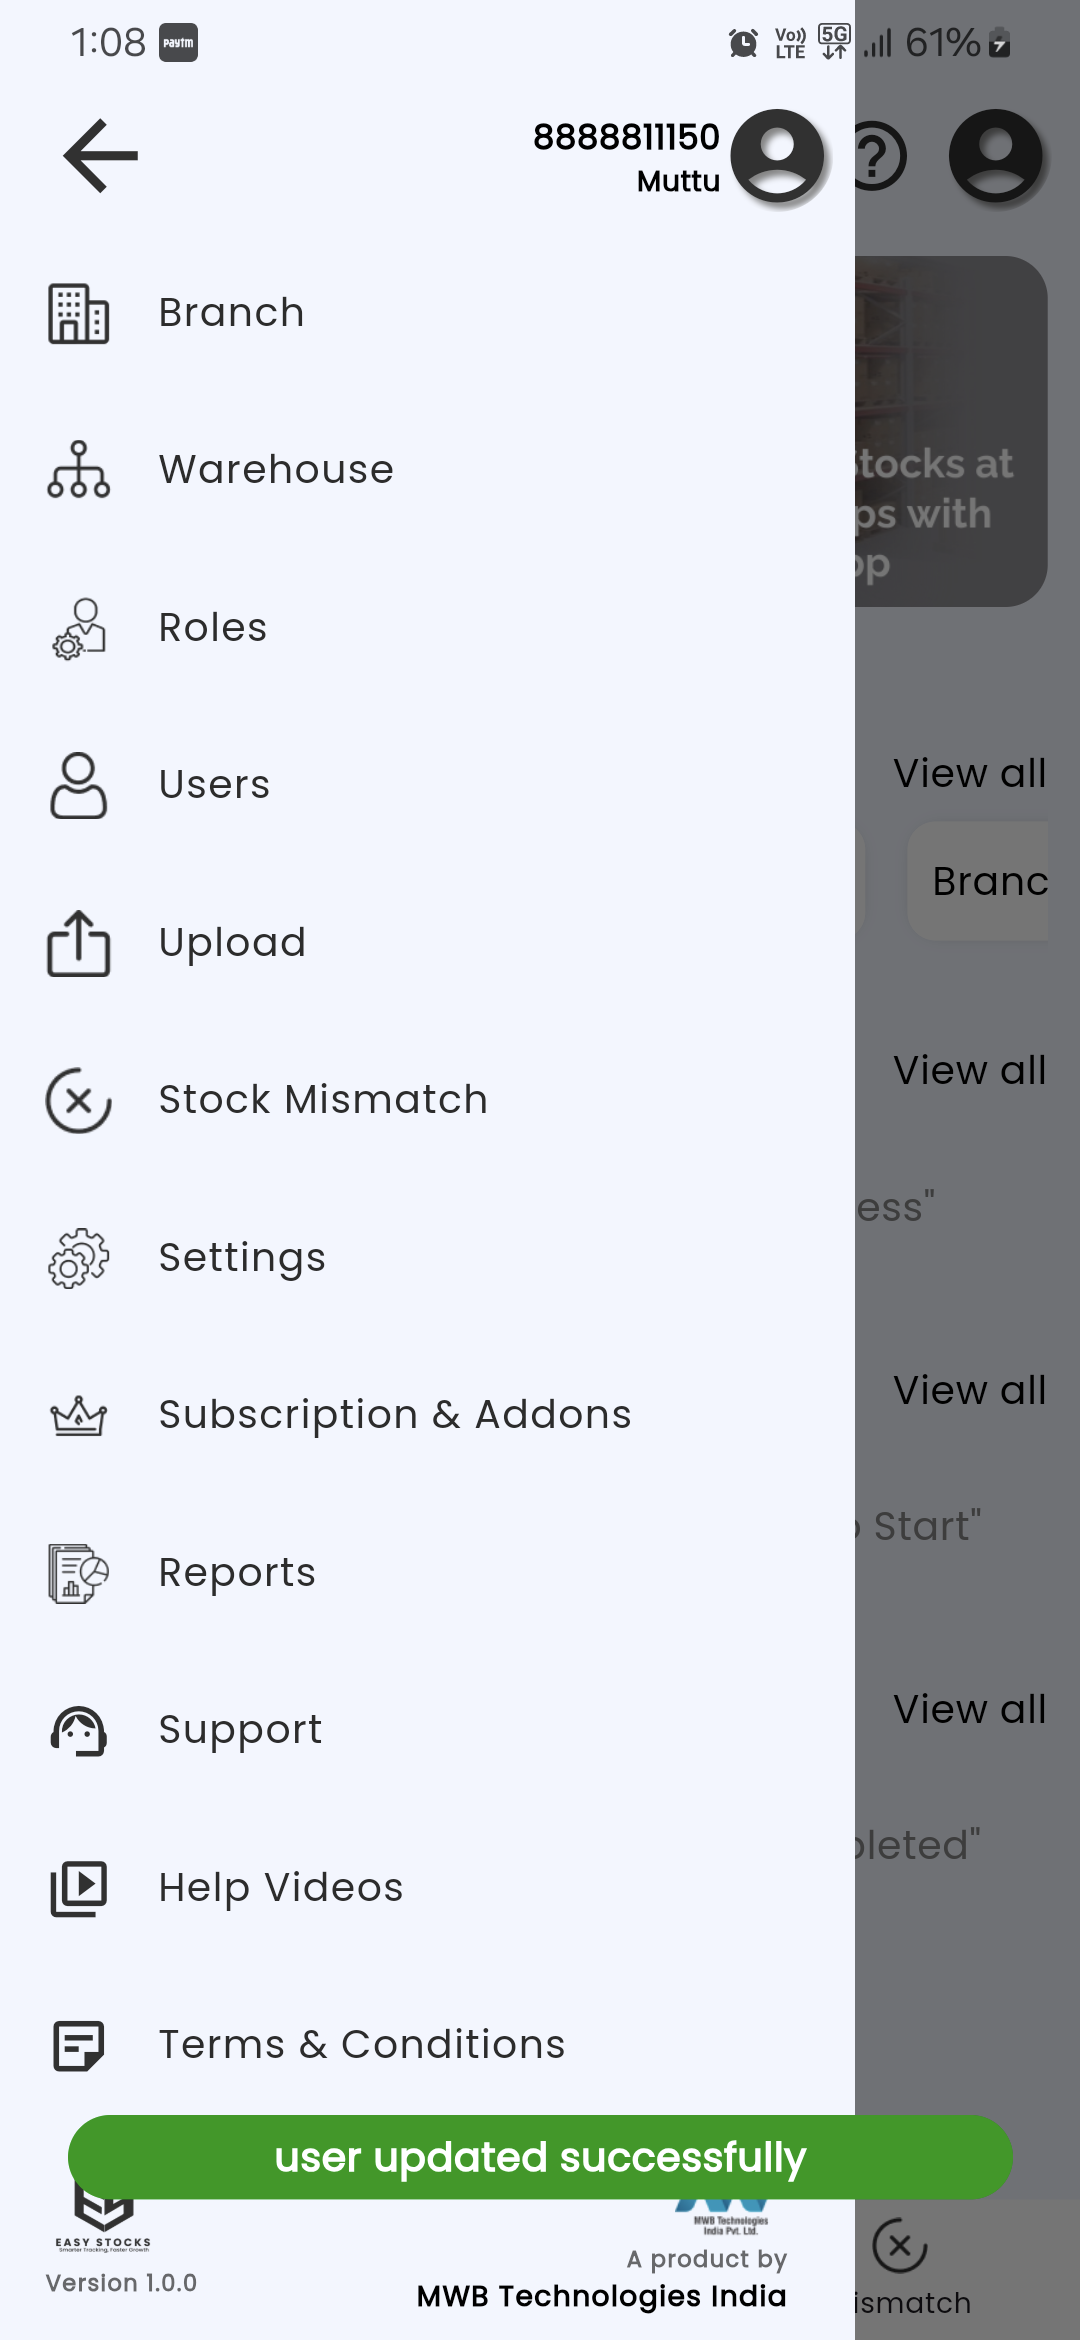 1:08
paytm
Vo)) LTE
5G
61%
8888811150
Muttu
?
Branch
Warehouse
Stocks at
ps with
pp
Roles
Users
View all
Branc
Upload
View all
Stock Mismatch
ess"
Settings
View all
Subscription & Addons
Start"
Reports
View all
Support
pleted"
Help Videos
Terms & Conditions
user updated successfully
EASY STOCKS
Smarter Tracking, Faster Growth
MWB Technologies
India Pvt. Ltd.
A product by
Version 1.0.0
MWB Technologies India
ismatch